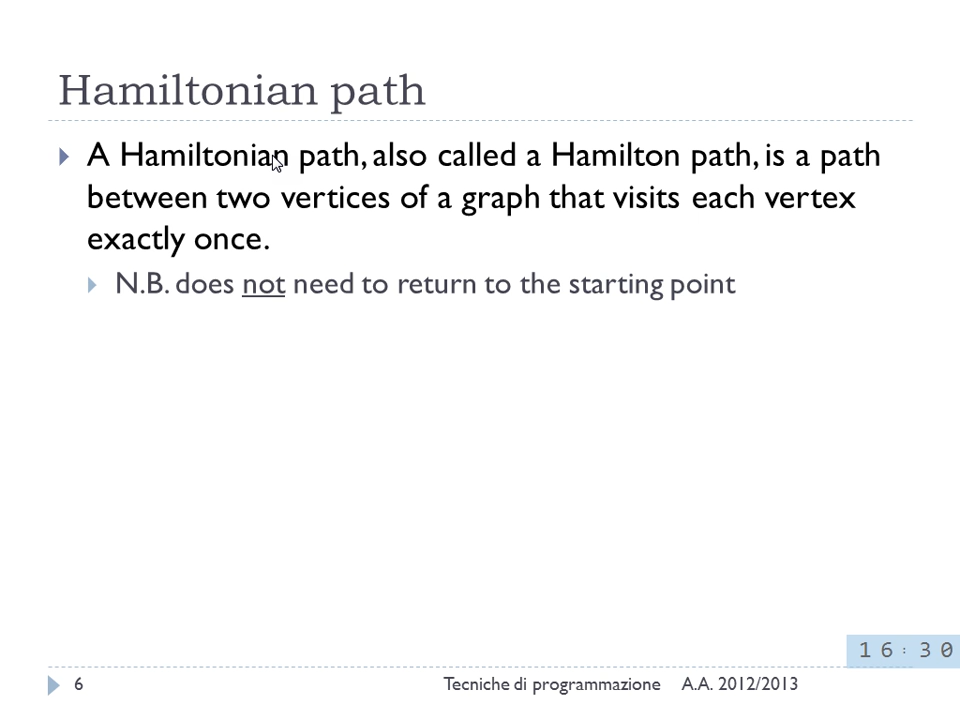 Hamiltonian path
A Hamiltonian path, also called a Hamilton path, is a path
between two vertices of a graph that visits each vertex
exactly once.
N.B. does not need to return to the starting point
16:30
6 Tecniche di programmazione A.A. 2012/2013